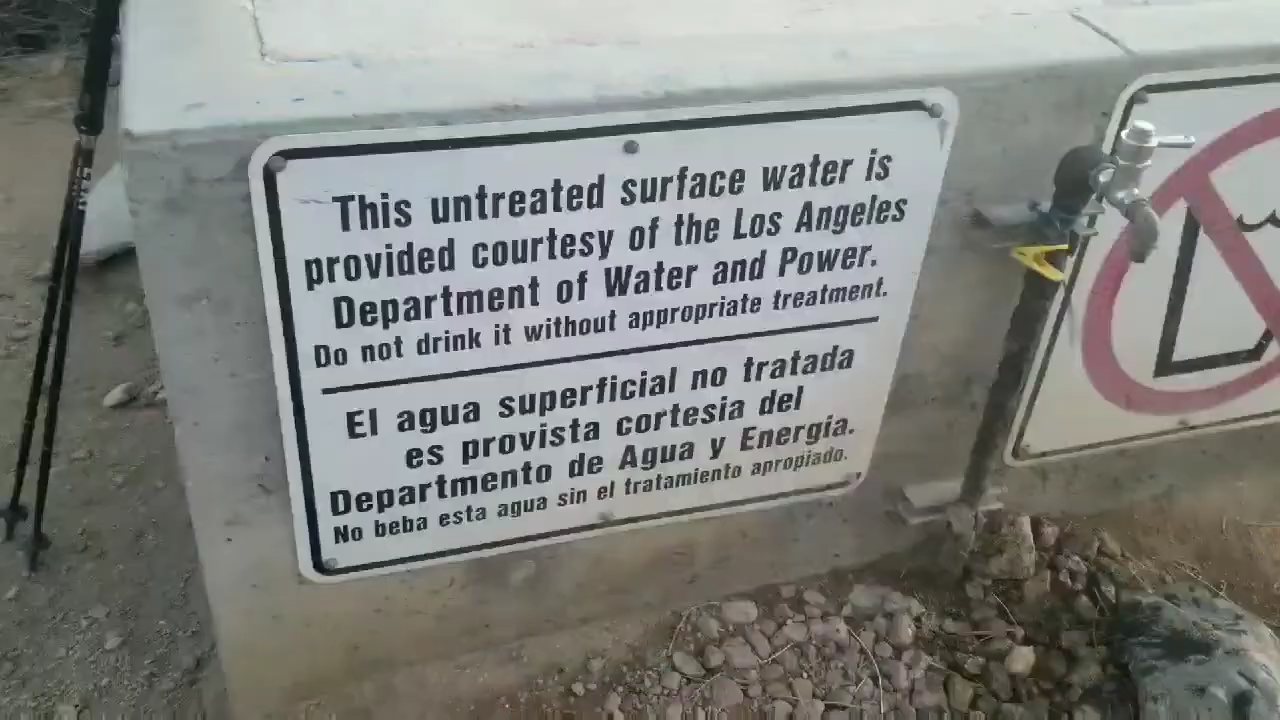 This untreated surface water is
provided courtesy of the Los Angeles
Department of Water and Power.
Do not drink it without appropriate treatment.
El agua superficial no tratada
es provista cortesia del
Departmento de Agua y Energia.
No beba esta agua sin el tratamiento apropiado.